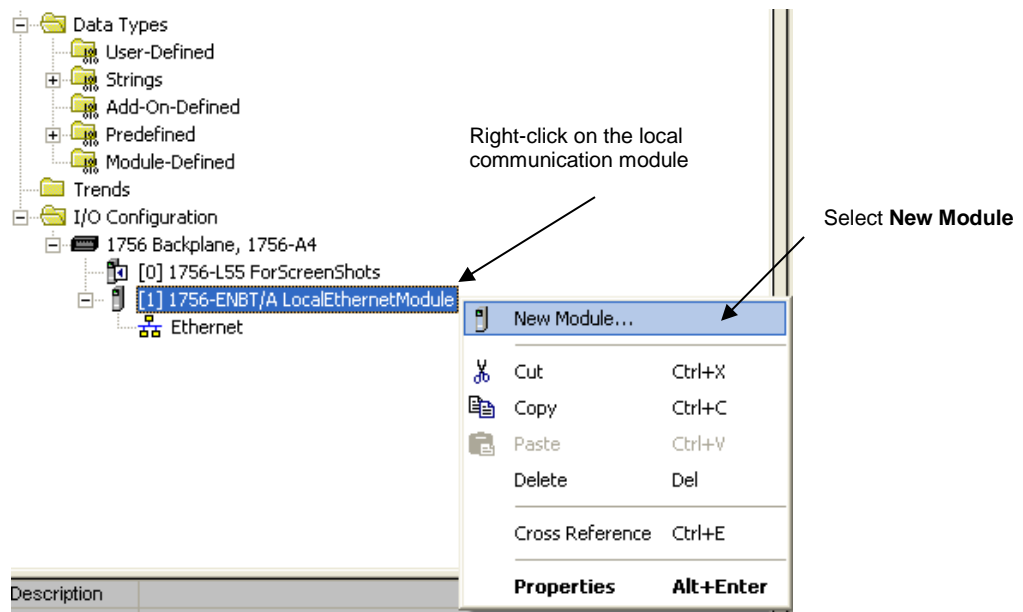 Data Types
User-Defined
Strings
Add-On-Defined
Predefined
Module-Defined
Trends
I/O Configuration
1756 Backplane, 1756-A4
[0] 1756-L55 ForScreenShots
[1] 1756-ENBT/A LocalEthernetModule
Ethernet
Right-click on the local
communication module
Select New Module
New Module...
Cut Ctrl+X
Copy Ctrl+C
Paste Ctrl+V
Delete Del
Cross Reference Ctrl+E
Properties Alt+Enter
Description